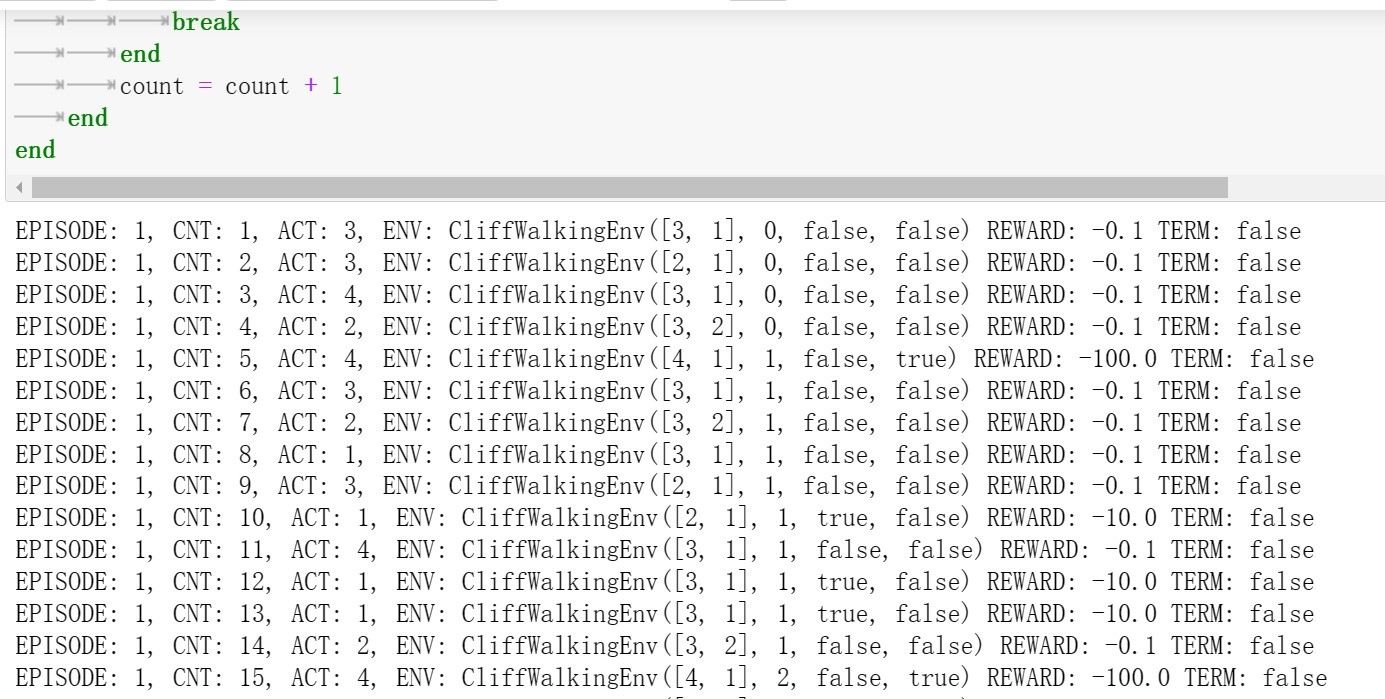 break
end
count = count + 1
end
end
EPISODE: 1, CNT: 1, ACT: 3, ENV: CliffWalkingEnv([3, 1], 0, false, false) REWARD: -0.1 TERM: false
EPISODE: 1, CNT: 2, ACT: 3, ENV: CliffWalkingEnv([2, 1], 0, false, false) REWARD: -0.1 TERM: false
EPISODE: 1, CNT: 3, ACT: 4, ENV: CliffWalkingEnv([3, 1], 0, false, false) REWARD: -0.1 TERM: false
EPISODE: 1, CNT: 4, ACT: 2, ENV: CliffWalkingEnv([3, 2], 0, false, false) REWARD: -0.1 TERM: false
EPISODE: 1, CNT: 5, ACT: 4, ENV: CliffWalkingEnv([4, 1], 1, false, true) REWARD: -100.0 TERM: false
EPISODE: 1, CNT: 6, ACT: 3, ENV: CliffWalkingEnv([3, 1], 1, false, false) REWARD: -0.1 TERM: false
EPISODE: 1, CNT: 7, ACT: 2, ENV: CliffWalkingEnv([3, 2], 1, false, false) REWARD: -0.1 TERM: false
EPISODE: 1, CNT: 8, ACT: 1, ENV: CliffWalkingEnv([3, 1], 1, false, false) REWARD: -0.1 TERM: false
EPISODE: 1, CNT: 9, ACT: 3, ENV: CliffWalkingEnv([2, 1], 1, false, false) REWARD: -0.1 TERM: false
EPISODE: 1, CNT: 10, ACT: 1, ENV: CliffWalkingEnv([2, 1], 1, true, false) REWARD: -10.0 TERM: false
EPISODE: 1, CNT: 11, ACT: 4, ENV: CliffWalkingEnv([3, 1], 1, false, false) REWARD: -0.1 TERM: false
EPISODE: 1, CNT: 12, ACT: 1, ENV: CliffWalkingEnv([3, 1], 1, true, false) REWARD: -10.0 TERM: false
EPISODE: 1, CNT: 13, ACT: 1, ENV: CliffWalkingEnv([3, 1], 1, true, false) REWARD: -10.0 TERM: false
EPISODE: 1, CNT: 14, ACT: 2, ENV: CliffWalkingEnv([3, 2], 1, false, false) REWARD: -0.1 TERM: false
EPISODE: 1, CNT: 15, ACT: 4, ENV: CliffWalkingEnv([4, 1], 2, false, true) REWARD: -100.0 TERM: false